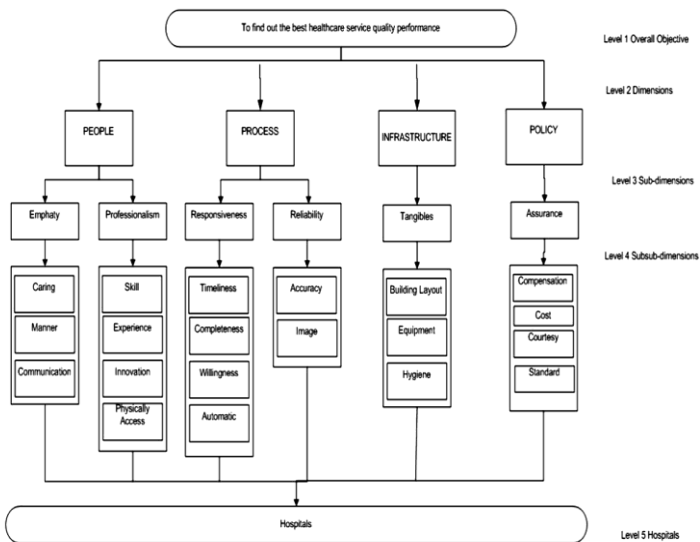 To find out the best healthcare service quality performance
Level 1 Overall Objective
Level 2 Dimensions
PEOPLE
PROCESS
INFRASTRUCTURE
POLICY
Level 3 Sub-dimensions
Emphaty
Professionalism
Responsiveness
Reliability
Tangibles
Assurance
Level 4 Subsub-dimensions
Caring
Manner
Communication
Skill
Experience
Innovation
Physically
Access
Timeliness
Completeness
Willingness
Automatic
Accuracy
Image
Building Layout
Equipment
Hygiene
Compensation
Cost
Courtesy
Standard
Hospitals
Level 5 Hospitals